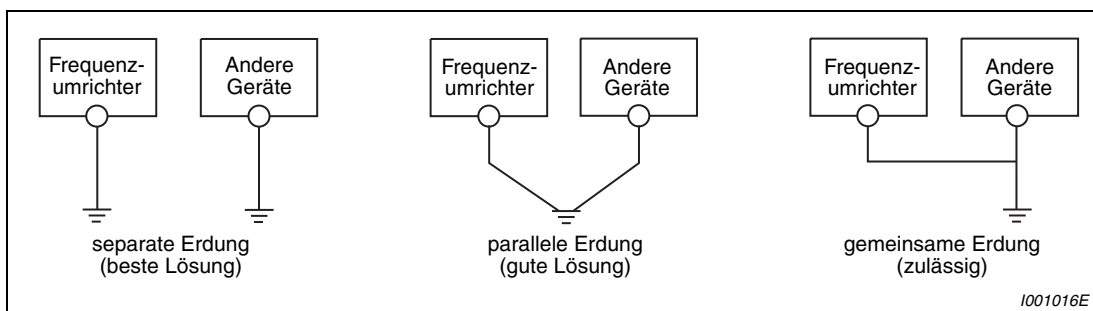 Frequenz-
umrichter
Andere
Geräte
separate Erdung
(beste Lösung)
Frequenz-
umrichter
Andere
Geräte
parallele Erdung
(gute Lösung)
Frequenz-
umrichter
Andere
Geräte
gemeinsame Erdung
(zulässig)
I001016E